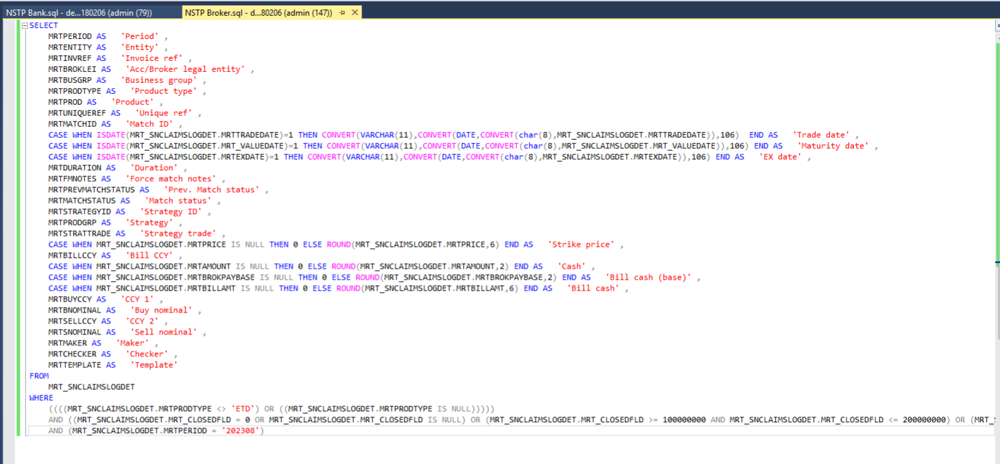 NSTP Bank.sql - de...180206 (admin (79)) NSTP Broker.sql - d...80206 (admin (147))
SELECT
MRTPERIOD AS 'Period' ,
MRTENTITY AS 'Entity' ,
MRTINVREF AS 'Invoice ref' ,
MRTBROKLEI AS 'Acc/Broker legal entity' ,
MRTBUSGRP AS 'Business group' ,
MRTPRODTYPE AS 'Product type' ,
MRTPROD AS 'Product' ,
MRTUNIQUEREF AS 'Unique ref' ,
MRTMATCHID AS 'Match ID' ,
CASE WHEN ISDATE(MRT_SNCLAIMSLOGDET.MRTTRADEDATE)=1 THEN CONVERT(VARCHAR(11),CONVERT(DATE,CONVERT(char(8),MRT_SNCLAIMSLOGDET.MRTTRADEDATE)),106) END AS 'Trade date' ,
CASE WHEN ISDATE(MRT_SNCLAIMSLOGDET.MRT_VALUEDATE)=1 THEN CONVERT(VARCHAR(11),CONVERT(DATE,CONVERT(char(8),MRT_SNCLAIMSLOGDET.MRT_VALUEDATE)),106) END AS 'Maturity date' ,
CASE WHEN ISDATE(MRT_SNCLAIMSLOGDET.MRTEXDATE)=1 THEN CONVERT(VARCHAR(11),CONVERT(DATE,CONVERT(char(8),MRT_SNCLAIMSLOGDET.MRTEXDATE)),106) END AS 'EX date' ,
MRTDURATION AS 'Duration' ,
MRTFMNOTES AS 'Force match notes' ,
MRTPREVMATCHSTATUS AS 'Prev. Match status' ,
MRTMATCHSTATUS AS 'Match status' ,
MRTSTRATEGYID AS 'Strategy ID' ,
MRTPRODGRP AS 'Strategy' ,
MRTSTRATTRADE AS 'Strategy trade' ,
CASE WHEN MRT_SNCLAIMSLOGDET.MRTPRICE IS NULL THEN 0 ELSE ROUND(MRT_SNCLAIMSLOGDET.MRTPRICE,6) END AS 'Strike price' ,
MRTBILLCCY AS 'Bill CCY' ,
CASE WHEN MRT_SNCLAIMSLOGDET.MRTAMOUNT IS NULL THEN 0 ELSE ROUND(MRT_SNCLAIMSLOGDET.MRTAMOUNT,2) END AS 'Cash' ,
CASE WHEN MRT_SNCLAIMSLOGDET.MRTBROKPAYBASE IS NULL THEN 0 ELSE ROUND(MRT_SNCLAIMSLOGDET.MRTBROKPAYBASE,2) END AS 'Bill cash (base)' ,
CASE WHEN MRT_SNCLAIMSLOGDET.MRTBILLAMT IS NULL THEN 0 ELSE ROUND(MRT_SNCLAIMSLOGDET.MRTBILLAMT,6) END AS 'Bill cash' ,
MRTBUYCCY AS 'CCY 1' ,
MRTBNOMINAL AS 'Buy nominal' ,
MRTSELLCCY AS 'CCY 2' ,
MRTSNOMINAL AS 'Sell nominal' ,
MRTMAKER AS 'Maker' ,
MRTCHECKER AS 'Checker' ,
MRTTEMPLATE AS 'Template'
FROM
MRT_SNCLAIMSLOGDET
WHERE
((((MRT_SNCLAIMSLOGDET.MRTPRODTYPE <> 'ETD') OR ((MRT_SNCLAIMSLOGDET.MRTPRODTYPE IS NULL)))))
AND ((MRT_SNCLAIMSLOGDET.MRT_CLOSEDFLD = 0 OR MRT_SNCLAIMSLOGDET.MRT_CLOSEDFLD IS NULL) OR (MRT_SNCLAIMSLOGDET.MRT_CLOSEDFLD >= 100000000 AND MRT_SNCLAIMSLOGDET.MRT_CLOSEDFLD <= 200000000) OR (MRT_
AND (MRT_SNCLAIMSLOGDET.MRTPERIOD = '202308')